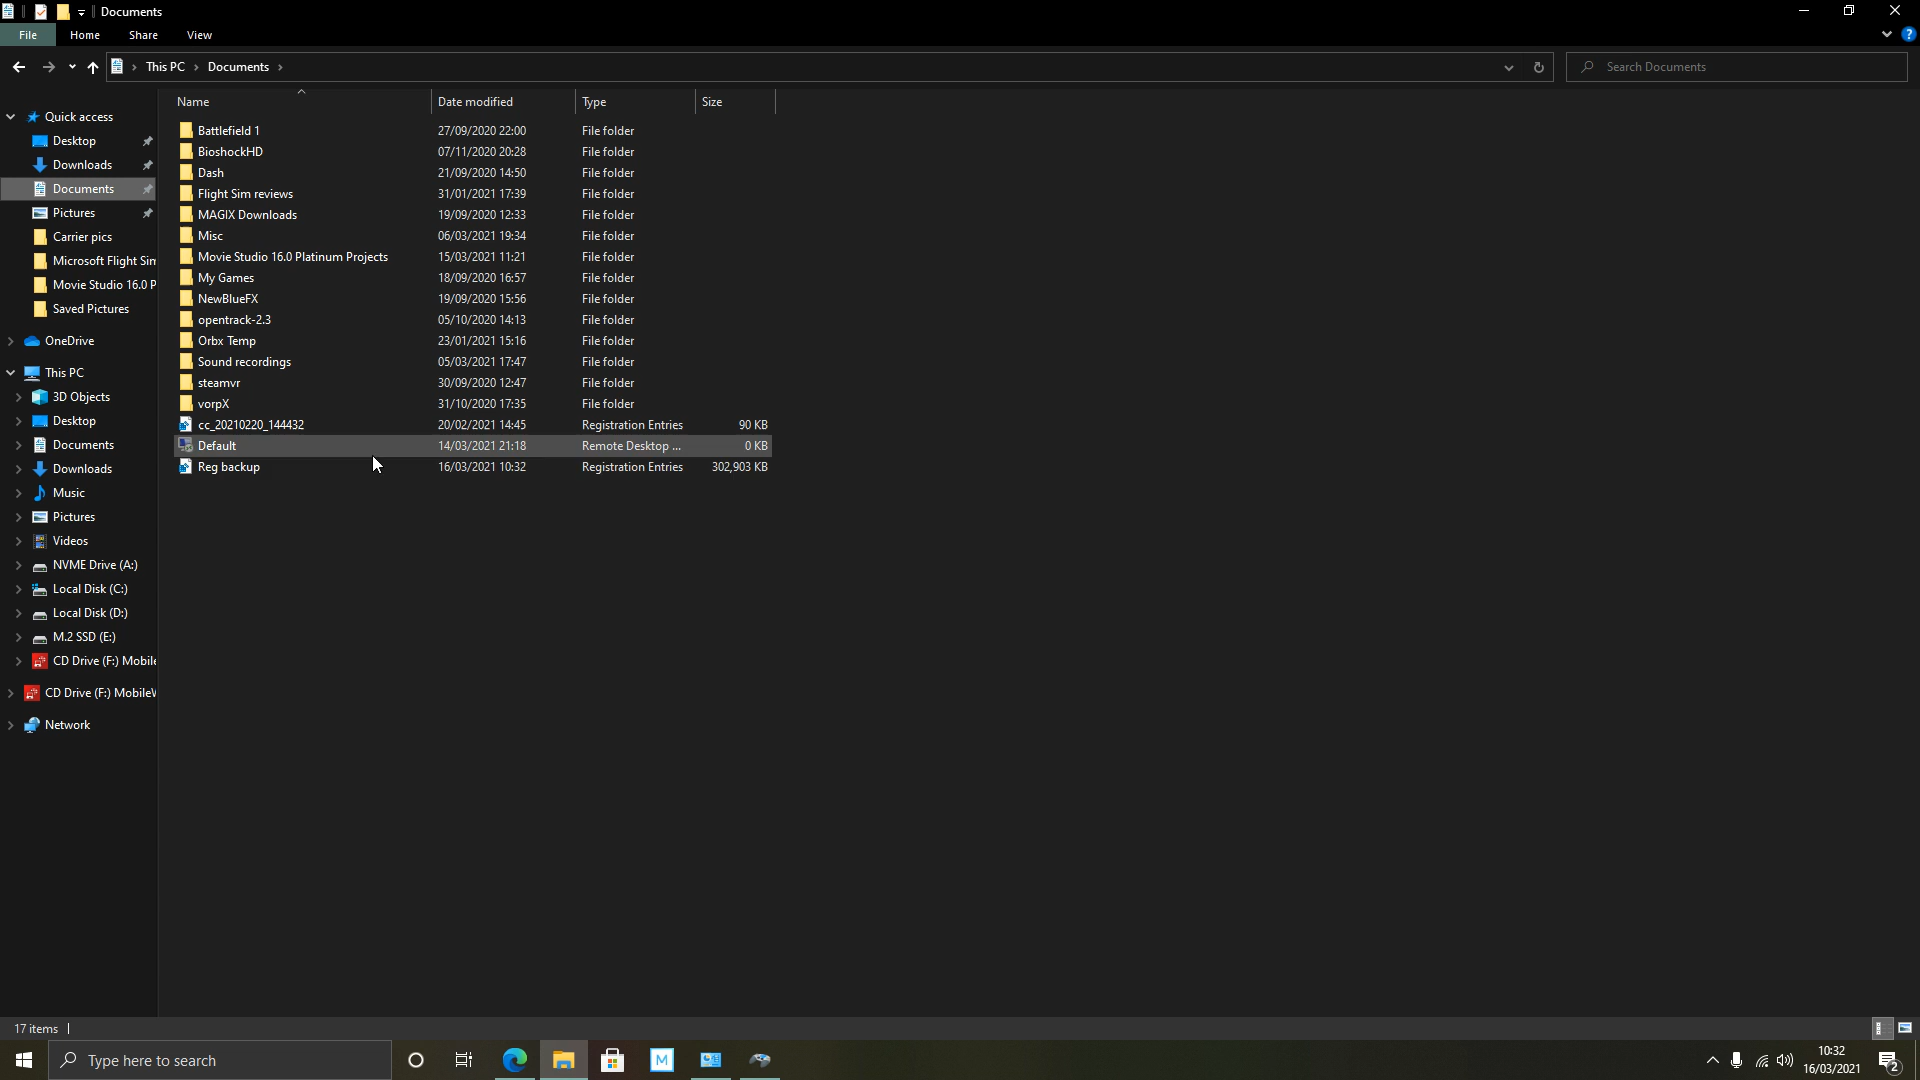 Documents
File Home Share View
This PC Documents
Search Documents
Name Date modified Type Size
Quick access
Desktop
Downloads
Documents
Pictures
Carrier pics
Microsoft Flight Sim
Movie Studio 16.0 P
Saved Pictures
OneDrive
This PC
3D Objects
Desktop
Documents
Downloads
Music
Pictures
Videos
NVME Drive (A:)
Local Disk (C:)
Local Disk (D:)
M.2 SSD (E:)
CD Drive (F:) Mobile
CD Drive (F:) MobileW
Network
Battlefield 1 27/09/2020 22:00 File folder
BioshockHD 07/11/2020 20:28 File folder
Dash 21/09/2020 14:50 File folder
Flight Sim reviews 31/01/2021 17:39 File folder
MAGIX Downloads 19/09/2020 12:33 File folder
Misc 06/03/2021 19:34 File folder
Movie Studio 16.0 Platinum Projects 15/03/2021 11:21 File folder
My Games 18/09/2020 16:57 File folder
NewBlueFX 19/09/2020 15:56 File folder
opentrack-2.3 05/10/2020 14:13 File folder
Orbx Temp 23/01/2021 15:16 File folder
Sound recordings 05/03/2021 17:47 File folder
steamvr 30/09/2020 12:47 File folder
vorpX 31/10/2020 17:35 File folder
cc_20210220_144432 20/02/2021 14:45 Registration Entries 90 KB
Default 14/03/2021 21:18 Remote Desktop ... 0 KB
Reg backup 16/03/2021 10:32 Registration Entries 302,903 KB
17 items
Type here to search
M
10:32
16/03/2021
2